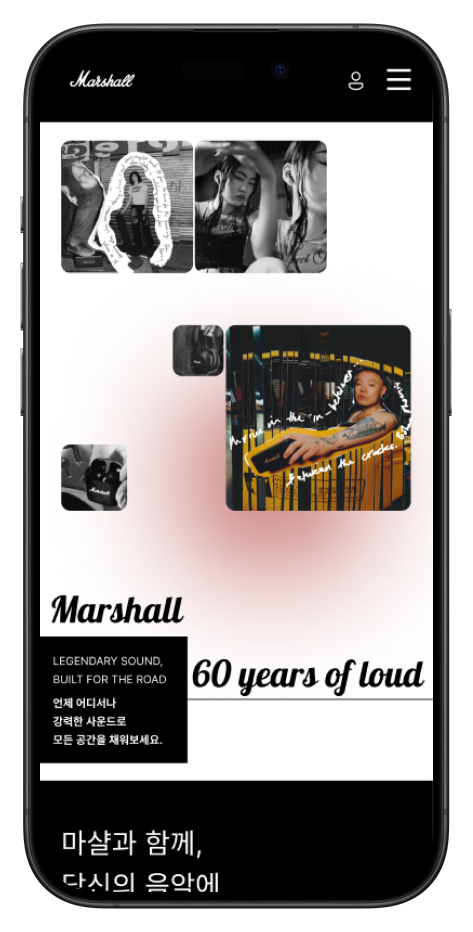 Marshall
thrive in the in-between...
between the cracks.
Marshall
LEGENDARY SOUND,
BUILT FOR THE ROAD
언제 어디서나
강력한 사운드로
모든 공간을 채워보세요.
60 years of loud
마샬과 함께,
당신의 음악에